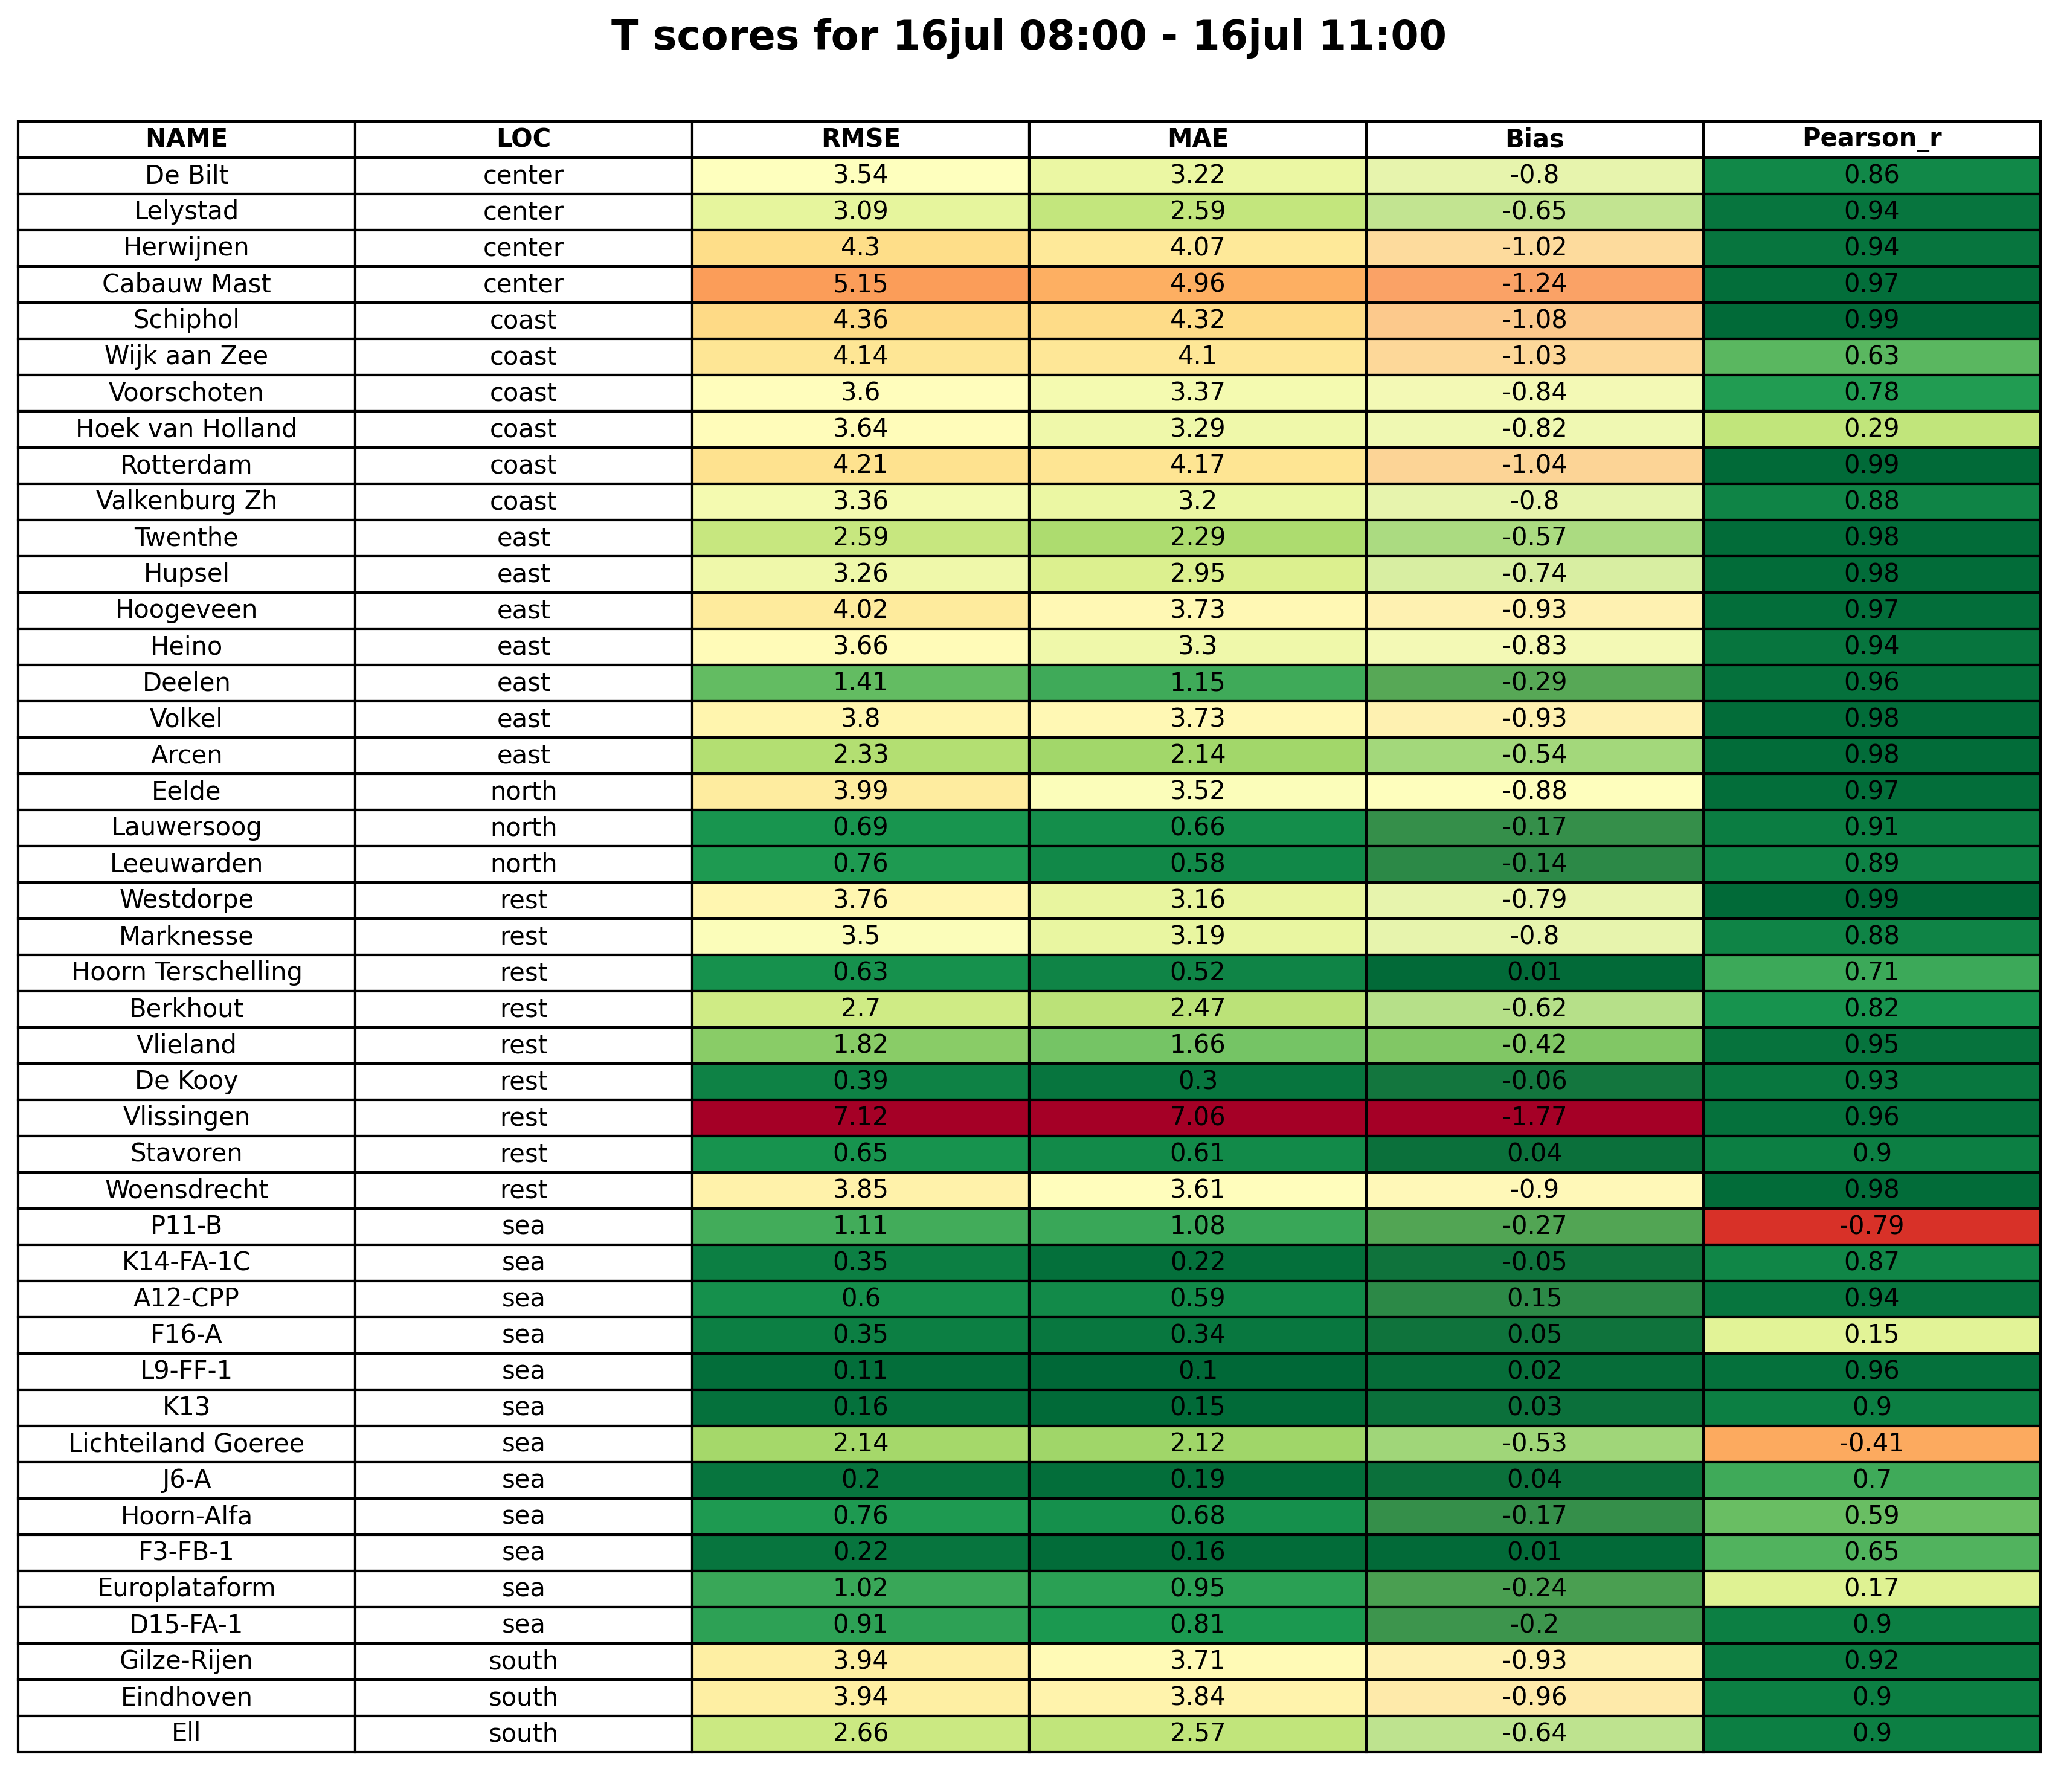 T scores for 16jul 08:00 - 16jul 11:00
NAME LOC RMSE MAE Bias Pearson_r
De Bilt center 3.54 3.22 -0.8 0.86
Lelystad center 3.09 2.59 -0.65 0.94
Herwijnen center 4.3 4.07 -1.02 0.94
Cabauw Mast center 5.15 4.96 -1.24 0.97
Schiphol coast 4.36 4.32 -1.08 0.99
Wijk aan Zee coast 4.14 4.1 -1.03 0.63
Voorschoten coast 3.6 3.37 -0.84 0.78
Hoek van Holland coast 3.64 3.29 -0.82 0.29
Rotterdam coast 4.21 4.17 -1.04 0.99
Valkenburg Zh coast 3.36 3.2 -0.8 0.88
Twenthe east 2.59 2.29 -0.57 0.98
Hupsel east 3.26 2.95 -0.74 0.98
Hoogeveen east 4.02 3.73 -0.93 0.97
Heino east 3.66 3.3 -0.83 0.94
Deelen east 1.41 1.15 -0.29 0.96
Volkel east 3.8 3.73 -0.93 0.98
Arcen east 2.33 2.14 -0.54 0.98
Eelde north 3.99 3.52 -0.88 0.97
Lauwersoog north 0.69 0.66 -0.17 0.91
Leeuwarden north 0.76 0.58 -0.14 0.89
Westdorpe rest 3.76 3.16 -0.79 0.99
Marknesse rest 3.5 3.19 -0.8 0.88
Hoorn Terschelling rest 0.63 0.52 0.01 0.71
Berkhout rest 2.7 2.47 -0.62 0.82
Vlieland rest 1.82 1.66 -0.42 0.95
De Kooy rest 0.39 0.3 -0.06 0.93
Vlissingen rest 7.12 7.06 -1.77 0.96
Stavoren rest 0.65 0.61 0.04 0.9
Woensdrecht rest 3.85 3.61 -0.9 0.98
P11-B sea 1.11 1.08 -0.27 -0.79
K14-FA-1C sea 0.35 0.22 -0.05 0.87
A12-CPP sea 0.6 0.59 0.15 0.94
F16-A sea 0.35 0.34 0.05 0.15
L9-FF-1 sea 0.11 0.1 0.02 0.96
K13 sea 0.16 0.15 0.03 0.9
Lichteiland Goeree sea 2.14 2.12 -0.53 -0.41
J6-A sea 0.2 0.19 0.04 0.7
Hoorn-Alfa sea 0.76 0.68 -0.17 0.59
F3-FB-1 sea 0.22 0.16 0.01 0.65
Europlataform sea 1.02 0.95 -0.24 0.17
D15-FA-1 sea 0.91 0.81 -0.2 0.9
Gilze-Rijen south 3.94 3.71 -0.93 0.92
Eindhoven south 3.94 3.84 -0.96 0.9
Ell south 2.66 2.57 -0.64 0.9